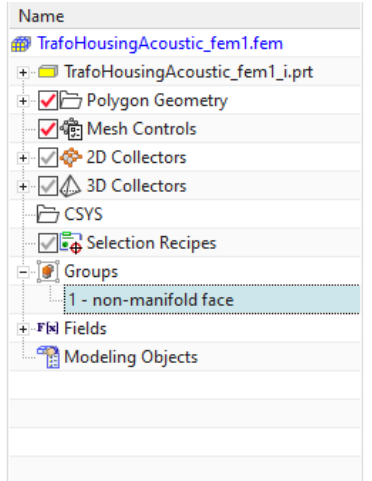 Name
TrafoHousingAcoustic_fem1.fem
TrafoHousingAcoustic_fem1_i.prt
Polygon Geometry
Mesh Controls
2D Collectors
3D Collectors
CSYS
Selection Recipes
Groups
1 - non-manifold face
F(x) Fields
Modeling Objects